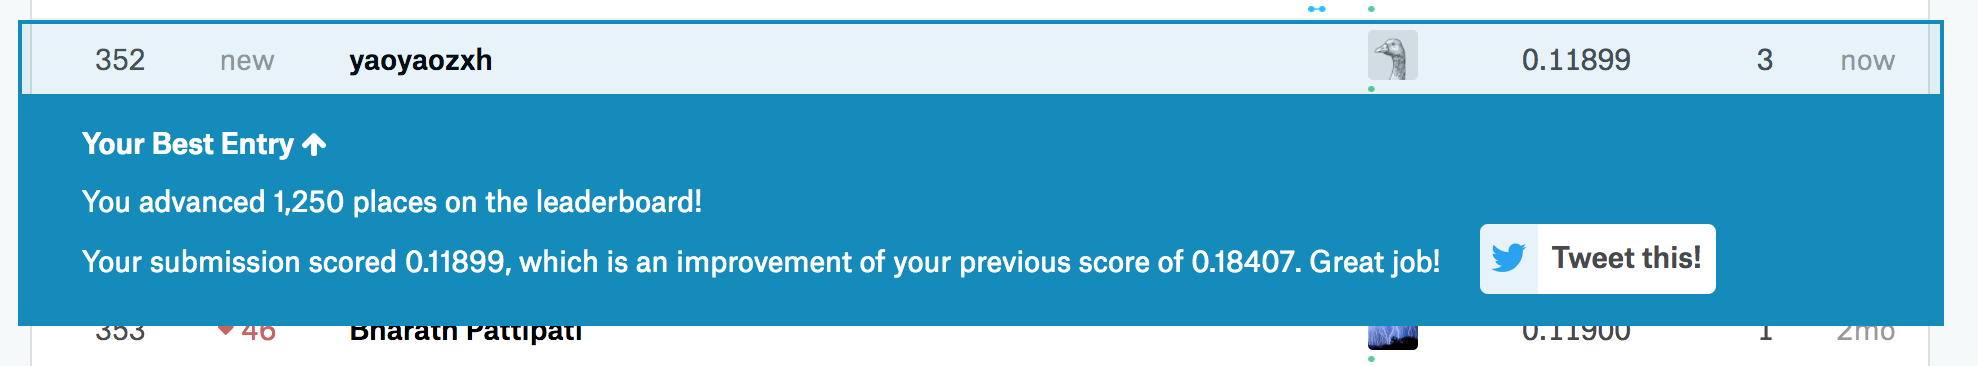 352 new yaoyaozxh 0.11899 3 now
Your Best Entry ↑
You advanced 1,250 places on the leaderboard!
Your submission scored 0.11899, which is an improvement of your previous score of 0.18407. Great job!
Tweet this!
353 46 Bharath Pattipati 0.11900 1 2mo